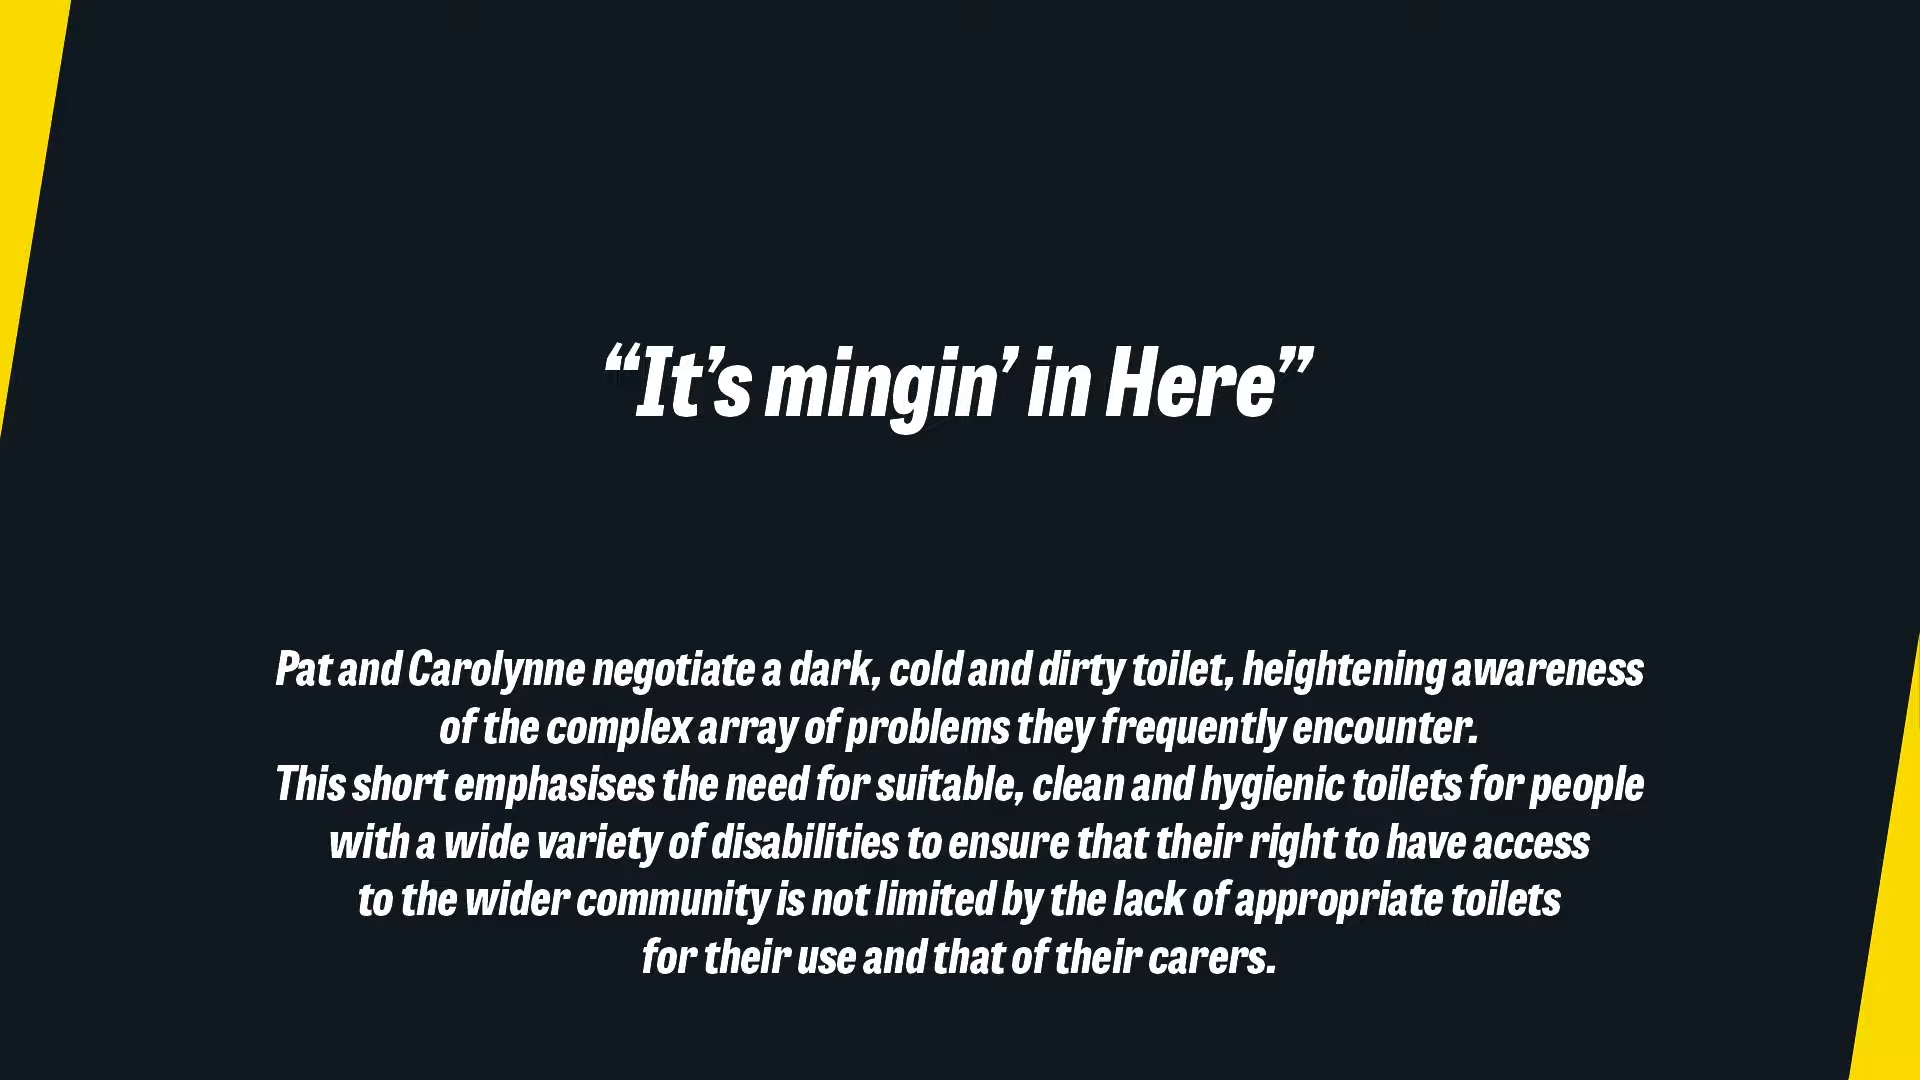 “It’s mingin’ in Here”
Pat and Carolynne negotiate a dark, cold and dirty toilet, heightening awareness
of the complex array of problems they frequently encounter.
This short emphasises the need for suitable, clean and hygienic toilets for people
with a wide variety of disabilities to ensure that their right to have access
to the wider community is not limited by the lack of appropriate toilets
for their use and that of their carers.